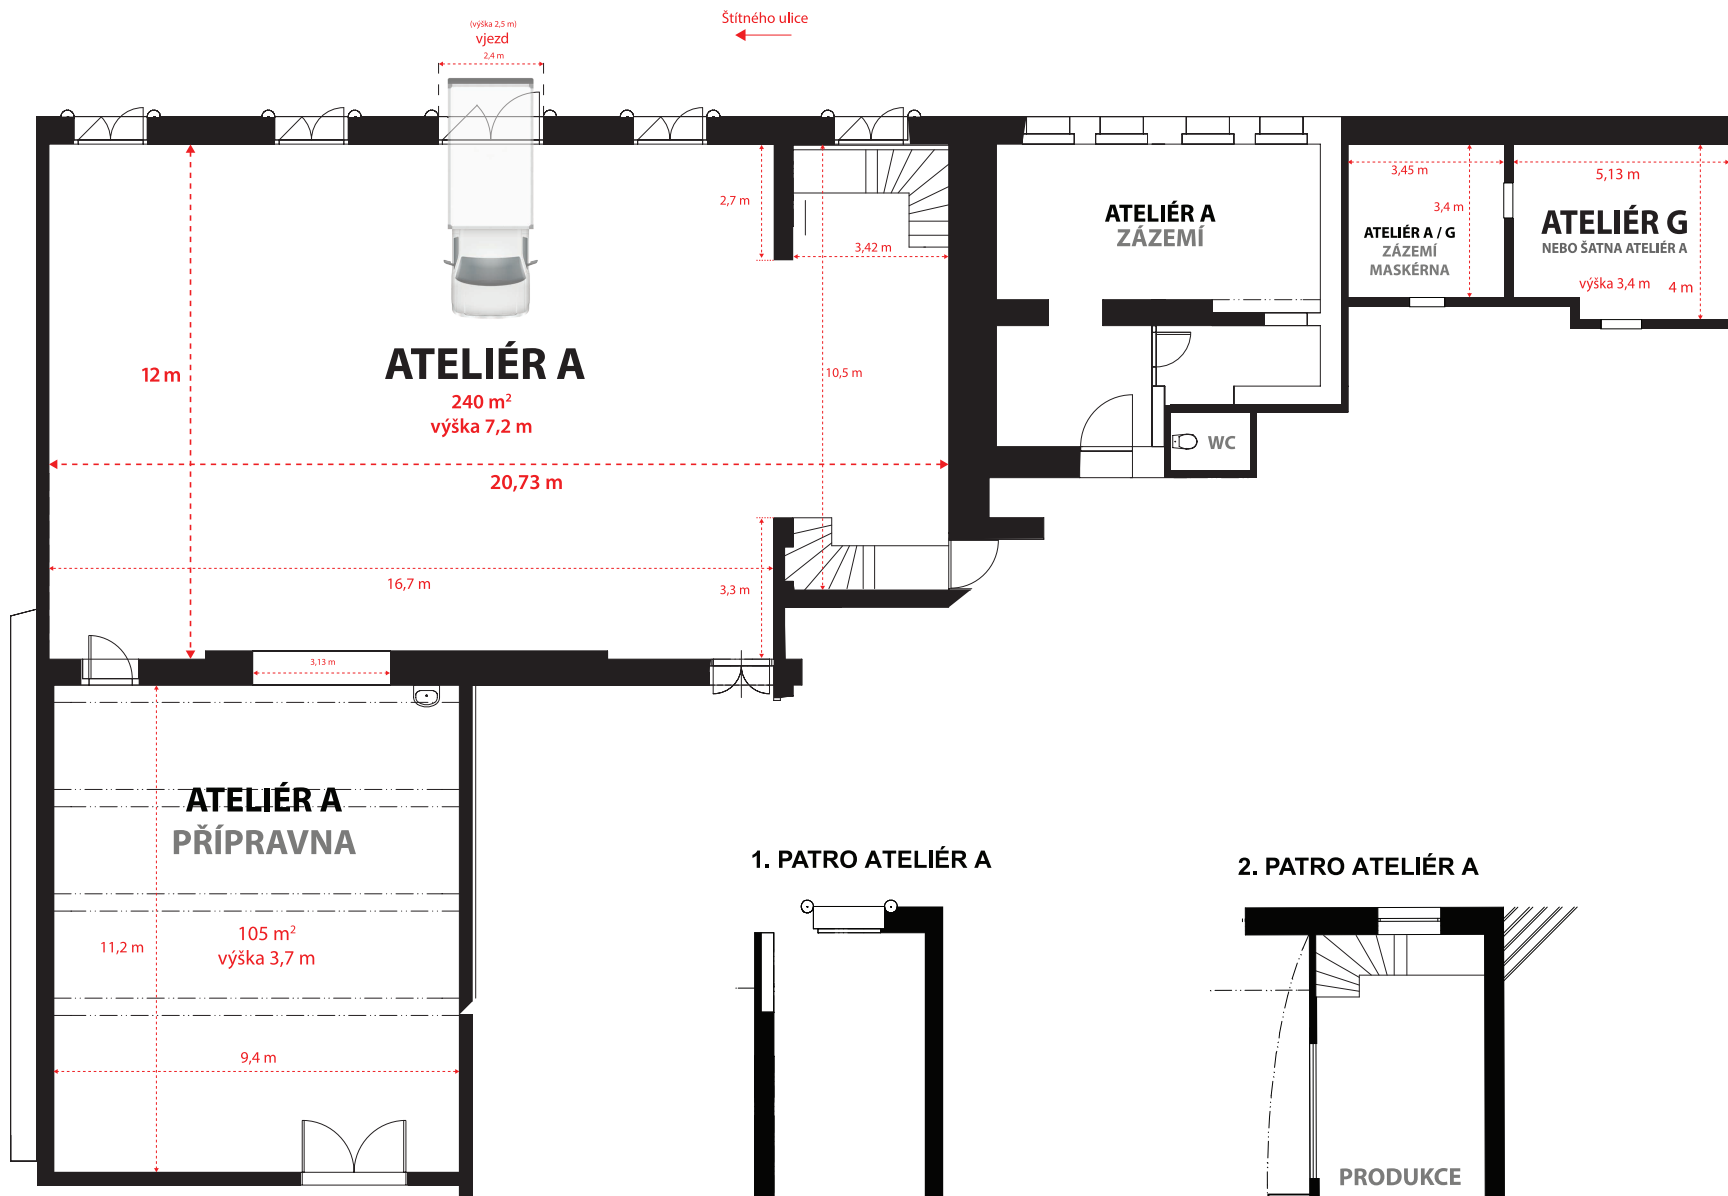 Štítného ulice
(výška 2,5 m)
vjezd
2,4 m
2,7 m
3,42 m
ATELIÉR A
ZÁZEMÍ
3,45 m
3,4 m
ATELIÉR A / G
ZÁZEMÍ
MASKÉRNA
5,13 m
ATELIÉR G
NEBO ŠATNA ATELIÉR A
výška 3,4 m
4 m
12 m
ATELIÉR A
240 m²
výška 7,2 m
10,5 m
WC
20,73 m
16,7 m
3,3 m
3,13 m
ATELIÉR A
PŘÍPRAVNA
105 m²
výška 3,7 m
11,2 m
9,4 m
1. PATRO ATELIÉR A
2. PATRO ATELIÉR A
PRODUKCE